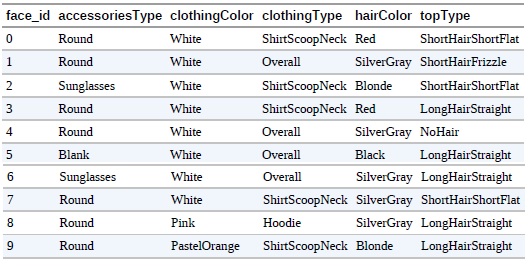 face_id accessoriesType clothingColor clothingType hairColor topType
0 Round White ShirtScoopNeck Red ShortHairShortFlat
1 Round White Overall SilverGray ShortHairFrizzle
2 Sunglasses White ShirtScoopNeck Blonde ShortHairShortFlat
3 Round White ShirtScoopNeck Red LongHairStraight
4 Round White Overall SilverGray NoHair
5 Blank White Overall Black LongHairStraight
6 Sunglasses White Overall SilverGray LongHairStraight
7 Round White ShirtScoopNeck SilverGray ShortHairShortFlat
8 Round Pink Hoodie SilverGray LongHairStraight
9 Round PastelOrange ShirtScoopNeck Blonde LongHairStraight